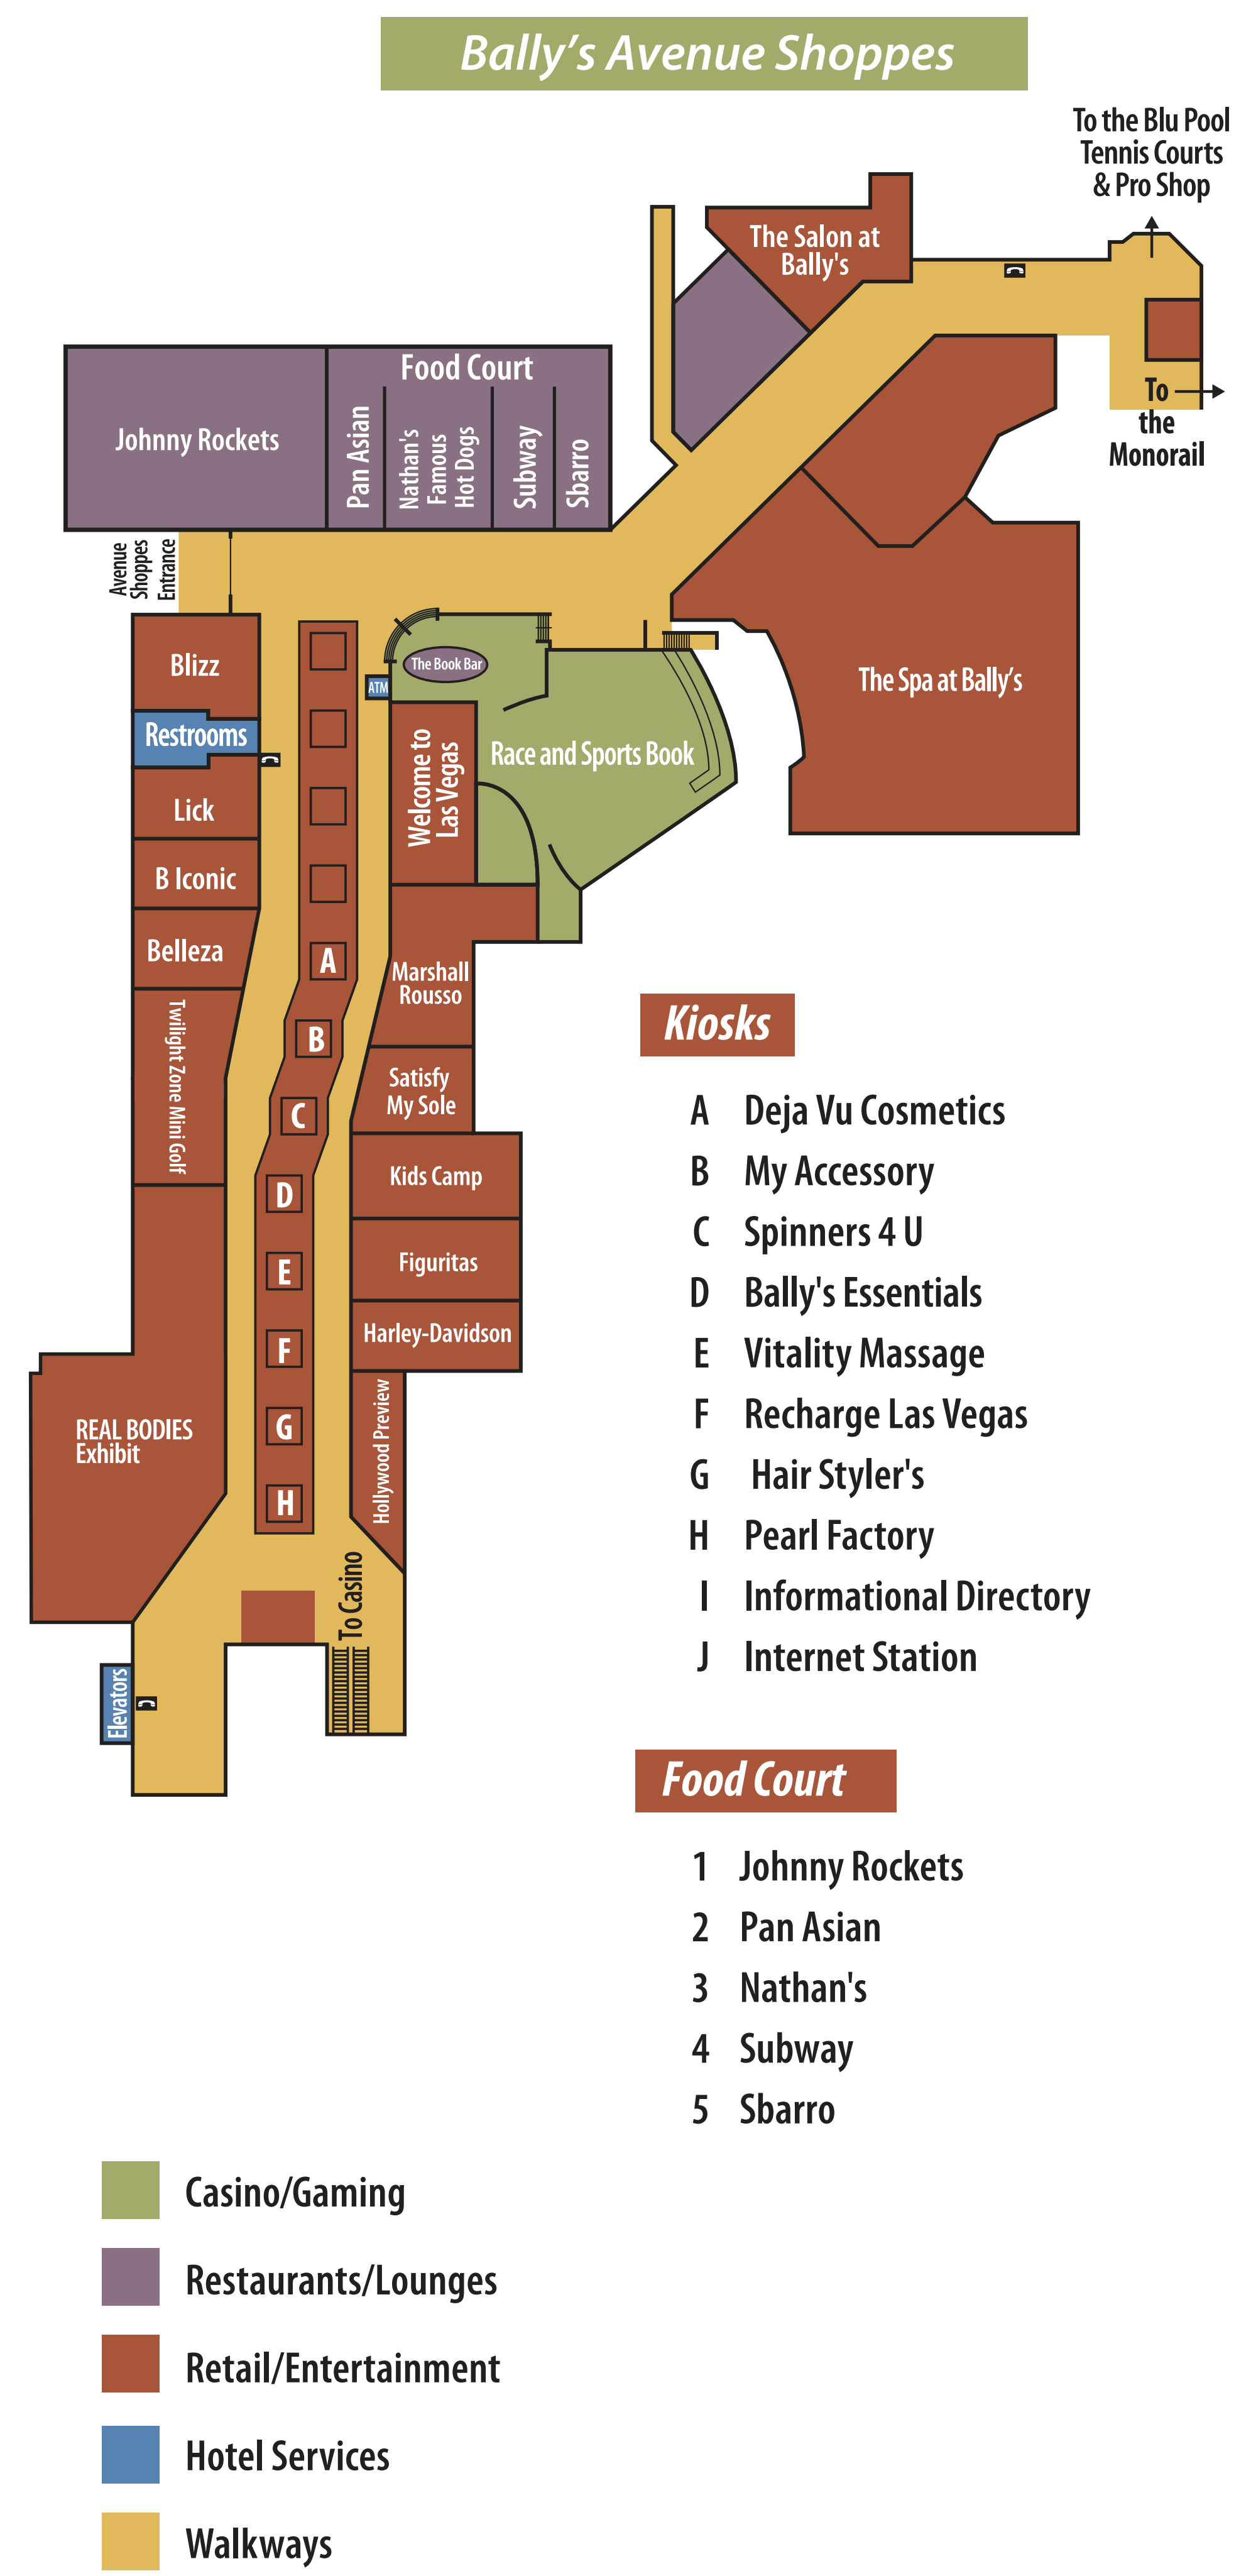 Bally's Avenue Shoppes
To the Blu Pool
Tennis Courts
& Pro Shop
The Salon at
Bally's
To
the
Monorail
Food Court
Johnny Rockets
Pan Asian
Nathan's
Famous
Hot Dogs
Subway
Sbarro
Avenue
Shoppes
Entrance
Blizz
The Book Bar
ATM
The Spa at Bally's
Restrooms
Welcome to
Las Vegas
Race and Sports Book
Lick
B Iconic
Belleza
A
Marshall
Rousso
Twilight Zone Mini Golf
B
Satisfy
My Sole
C
Kids Camp
D
Figuritas
E
Harley-Davidson
F
REAL BODIES
Exhibit
G
Hollywood Preview
H
To Casino
Elevators
Kiosks
A Deja Vu Cosmetics
B My Accessory
C Spinners 4 U
D Bally's Essentials
E Vitality Massage
F Recharge Las Vegas
G Hair Styler's
H Pearl Factory
I Informational Directory
J Internet Station
Food Court
1 Johnny Rockets
2 Pan Asian
3 Nathan's
4 Subway
5 Sbarro
Casino/Gaming
Restaurants/Lounges
Retail/Entertainment
Hotel Services
Walkways